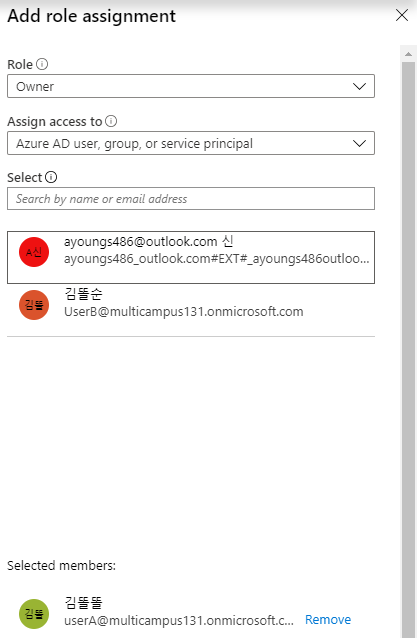 Add role assignment
Role
Owner
Assign access to
Azure AD user, group, or service principal
Select
Search by name or email address
A신
ayoungs486@outlook.com 신
ayoungs486_outlook.com#EXT#_ayoungs486outloo...
김똘
김똘순
UserB@multicampus131.onmicrosoft.com
Selected members:
김똘
김똘똘
userA@multicampus131.onmicrosoft.c...
Remove